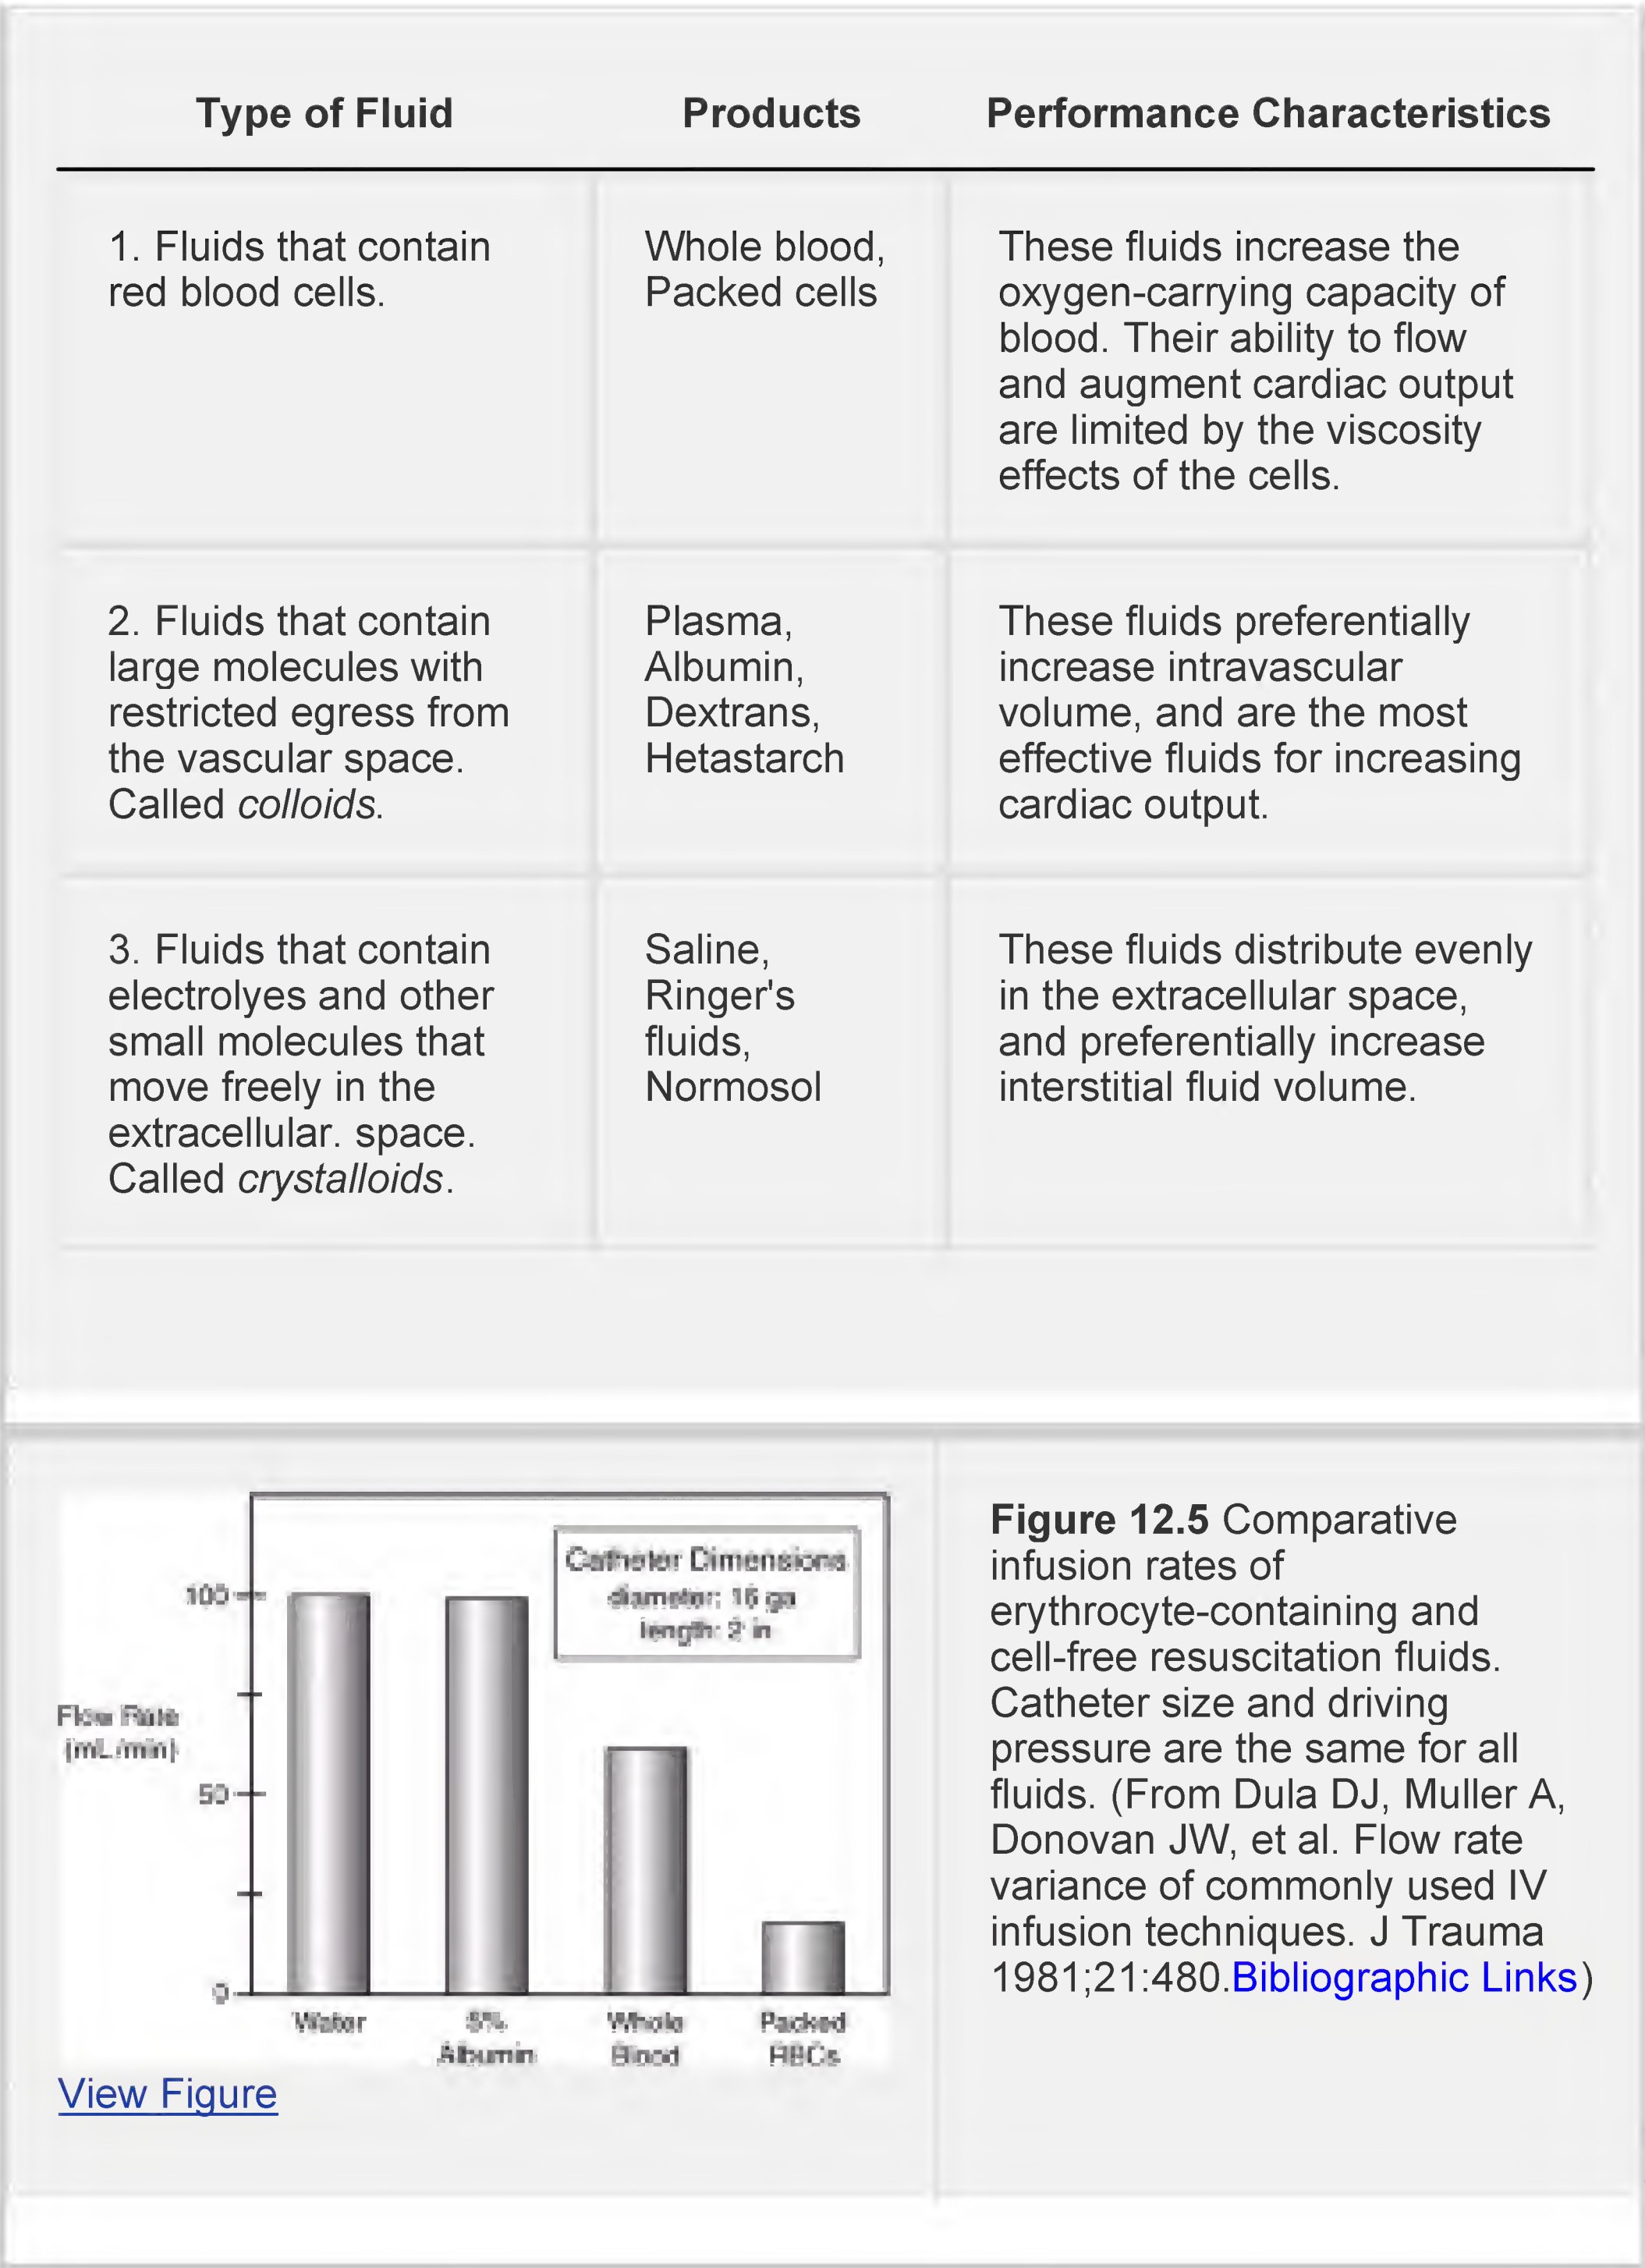 Type of Fluid
Products
Performance Characteristics
1. Fluids that contain
red blood cells.
Whole blood,
Packed cells
These fluids increase the
oxygen-carrying capacity of
blood. Their ability to flow
and augment cardiac output
are limited by the viscosity
effects of the cells.
2. Fluids that contain
large molecules with
restricted egress from
the vascular space.
Called colloids.
Plasma,
Albumin,
Dextrans,
Hetastarch
These fluids preferentially
increase intravascular
volume, and are the most
effective fluids for increasing
cardiac output.
3. Fluids that contain
electrolyes and other
small molecules that
move freely in the
extracellular. space.
Called crystalloids.
Saline,
Ringer's
fluids,
Normosol
These fluids distribute evenly
in the extracellular space,
and preferentially increase
interstitial fluid volume.
Catheter Dimensions
diameter: 16 ga
length: 2 in
100
Flow Rate
(mL/min)
50
0
Water
5%
Albumin
Whole
Blood
Packed
RBCs
View Figure
Figure 12.5 Comparative
infusion rates of
erythrocyte-containing and
cell-free resuscitation fluids.
Catheter size and driving
pressure are the same for all
fluids. (From Dula DJ, Muller A,
Donovan JW, et al. Flow rate
variance of commonly used IV
infusion techniques. J Trauma
1981;21:480.Bibliographic Links)